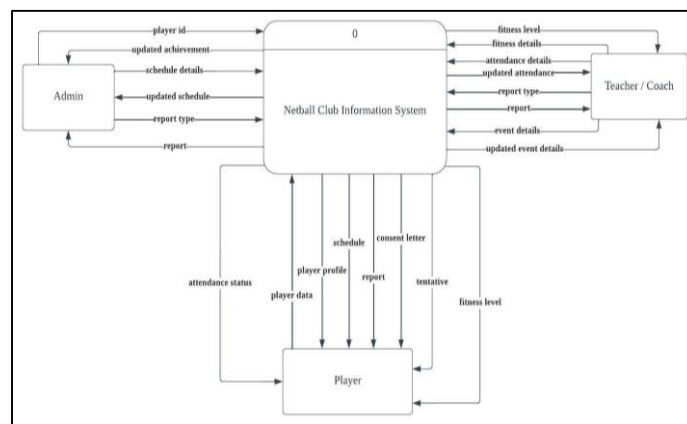 player id
0
fitness level
fitness details
updated achievement
attendance details
schedule details
updated attendance
Admin
Teacher / Coach
updated schedule
Netball Club Information System
report type
report type
report
event details
report
updated event details
consent letter
schedule
player profile
report
attendance status
tentative
player data
fitness level
Player